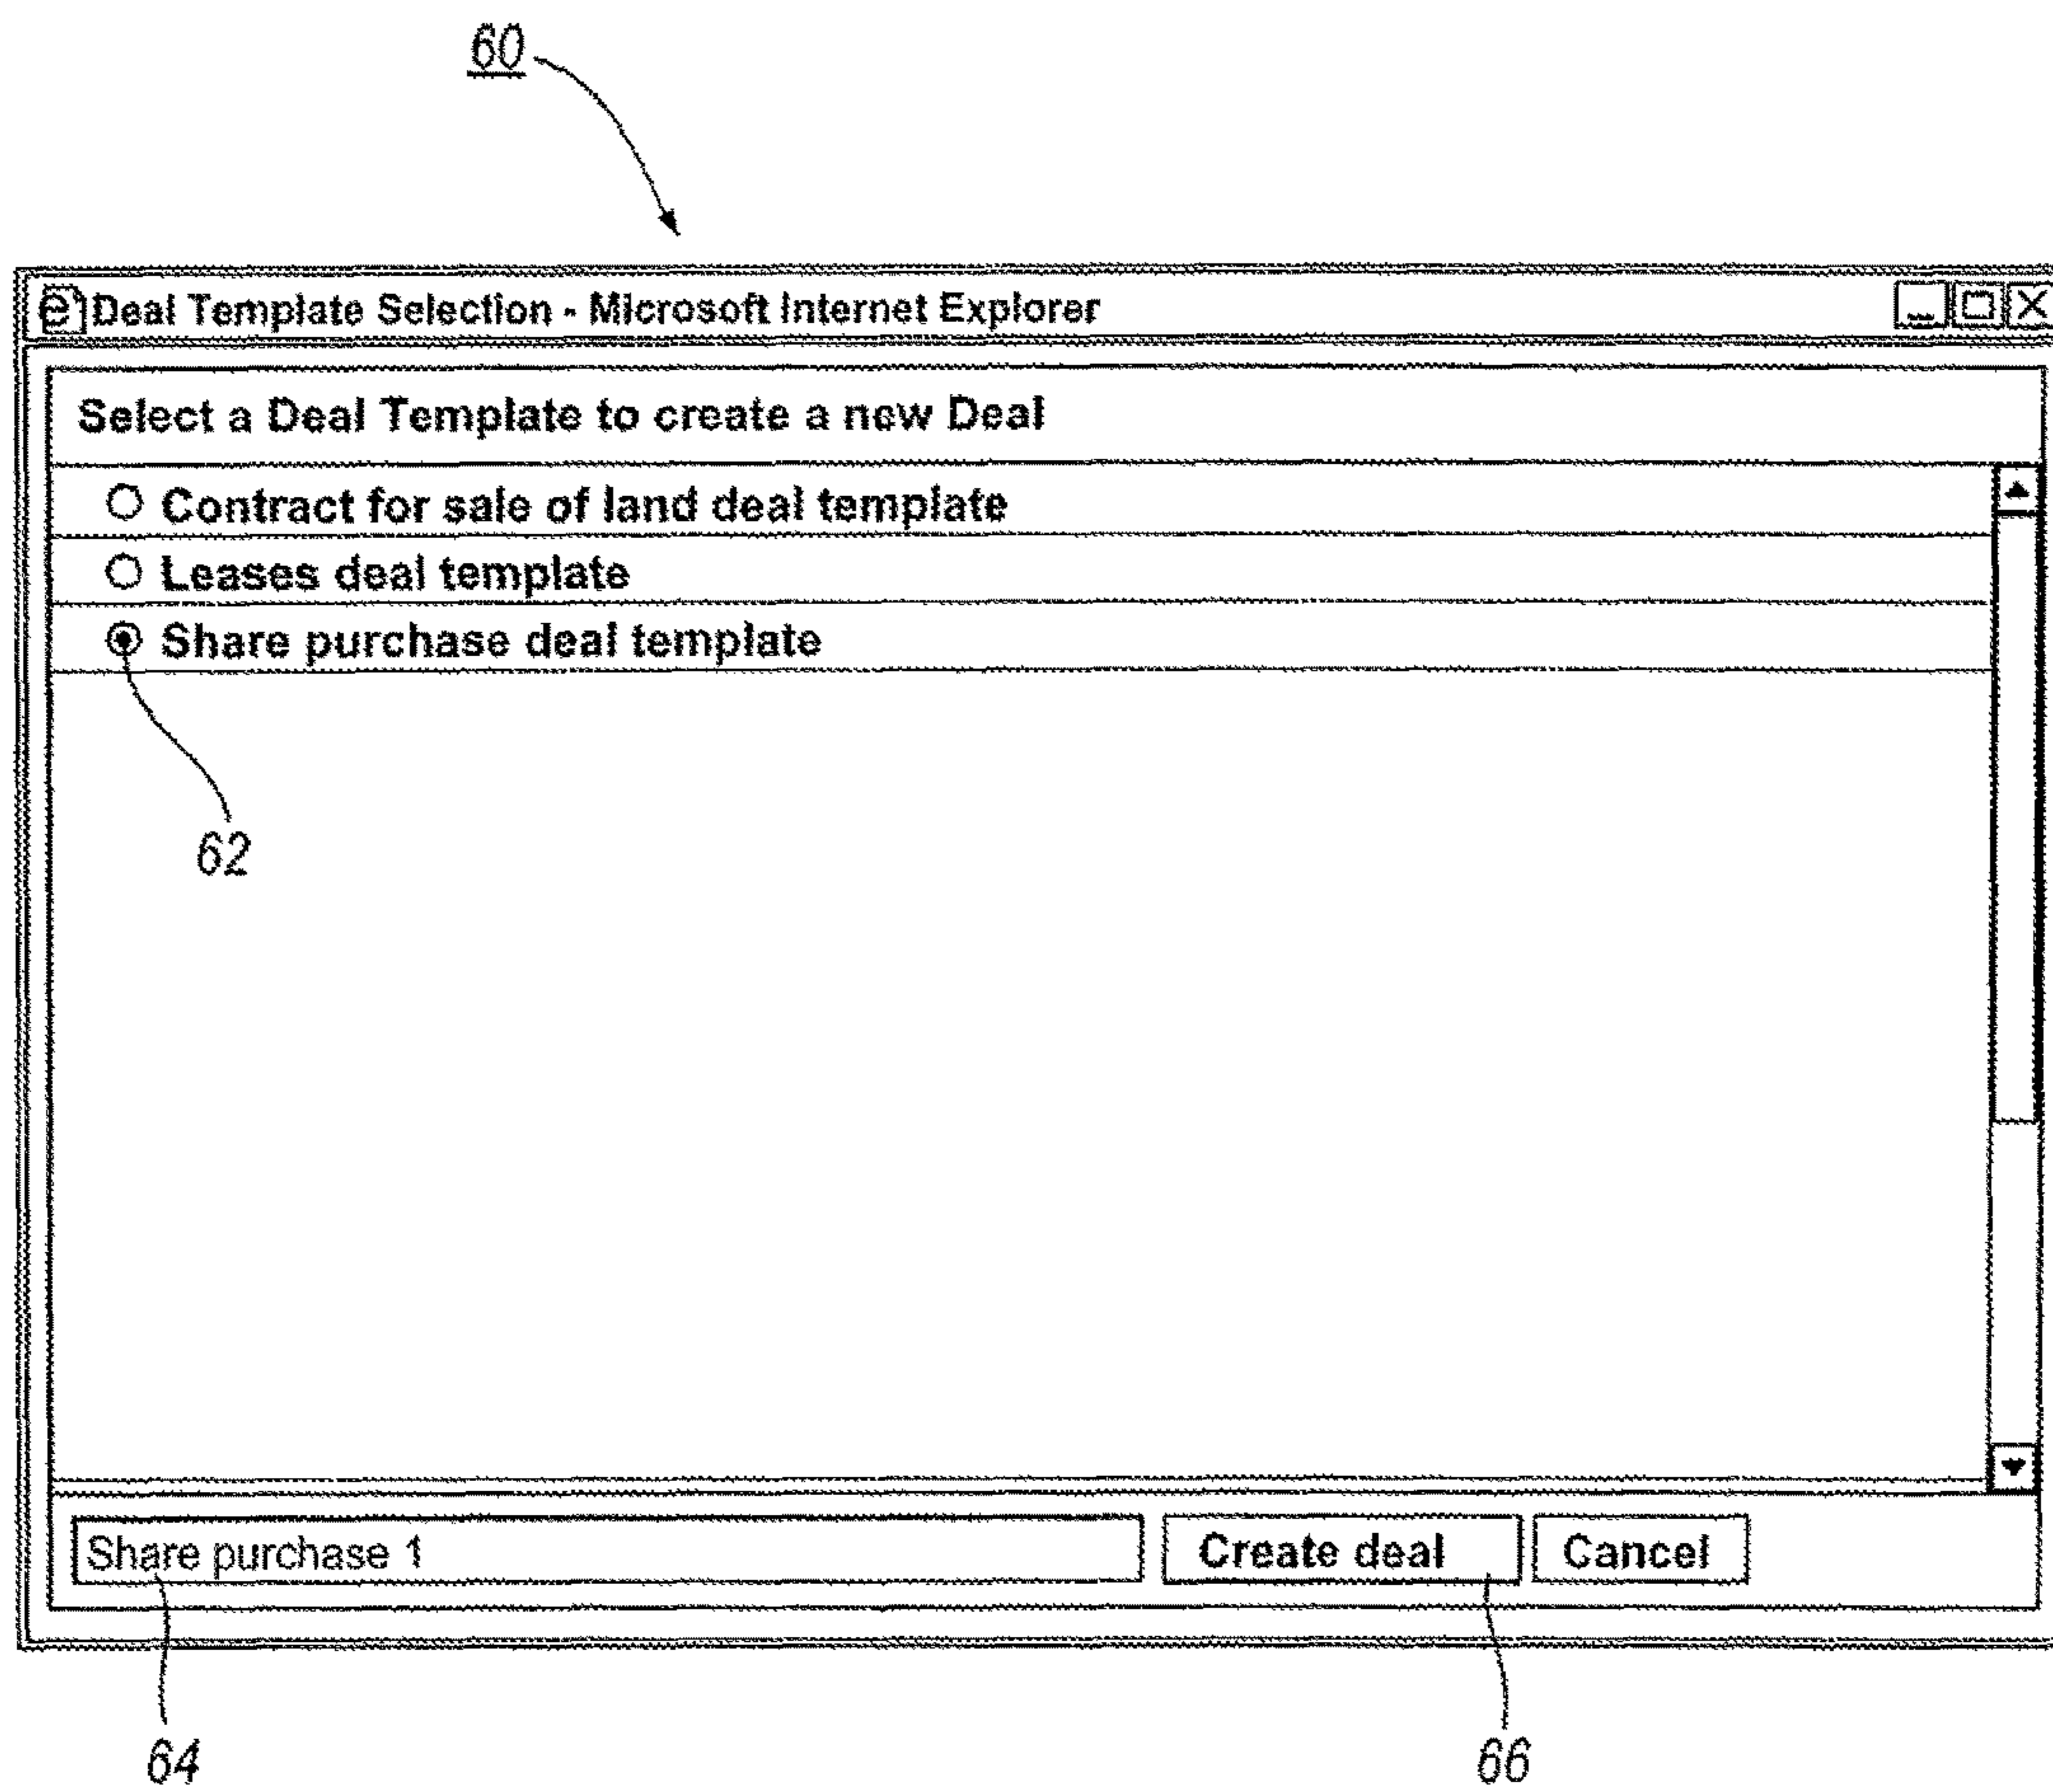 60
Deal Template Selection - Microsoft Internet Explorer
Select a Deal Template to create a new Deal
Contract for sale of land deal template
Leases deal template
Share purchase deal template
62
Share purchase 1
Create deal
Cancel
64
66